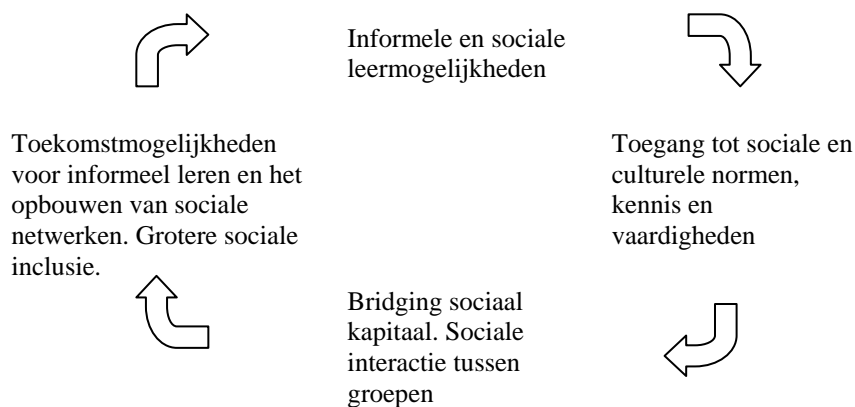 Informele en sociale
leermogelijkheden
Toegang tot sociale en
culturele normen,
kennis en
vaardigheden
Bridging sociaal
kapitaal. Sociale
interactie tussen
groepen
Toekomstmogelijkheden
voor informeel leren en het
opbouwen van sociale
netwerken. Grotere sociale
inclusie.